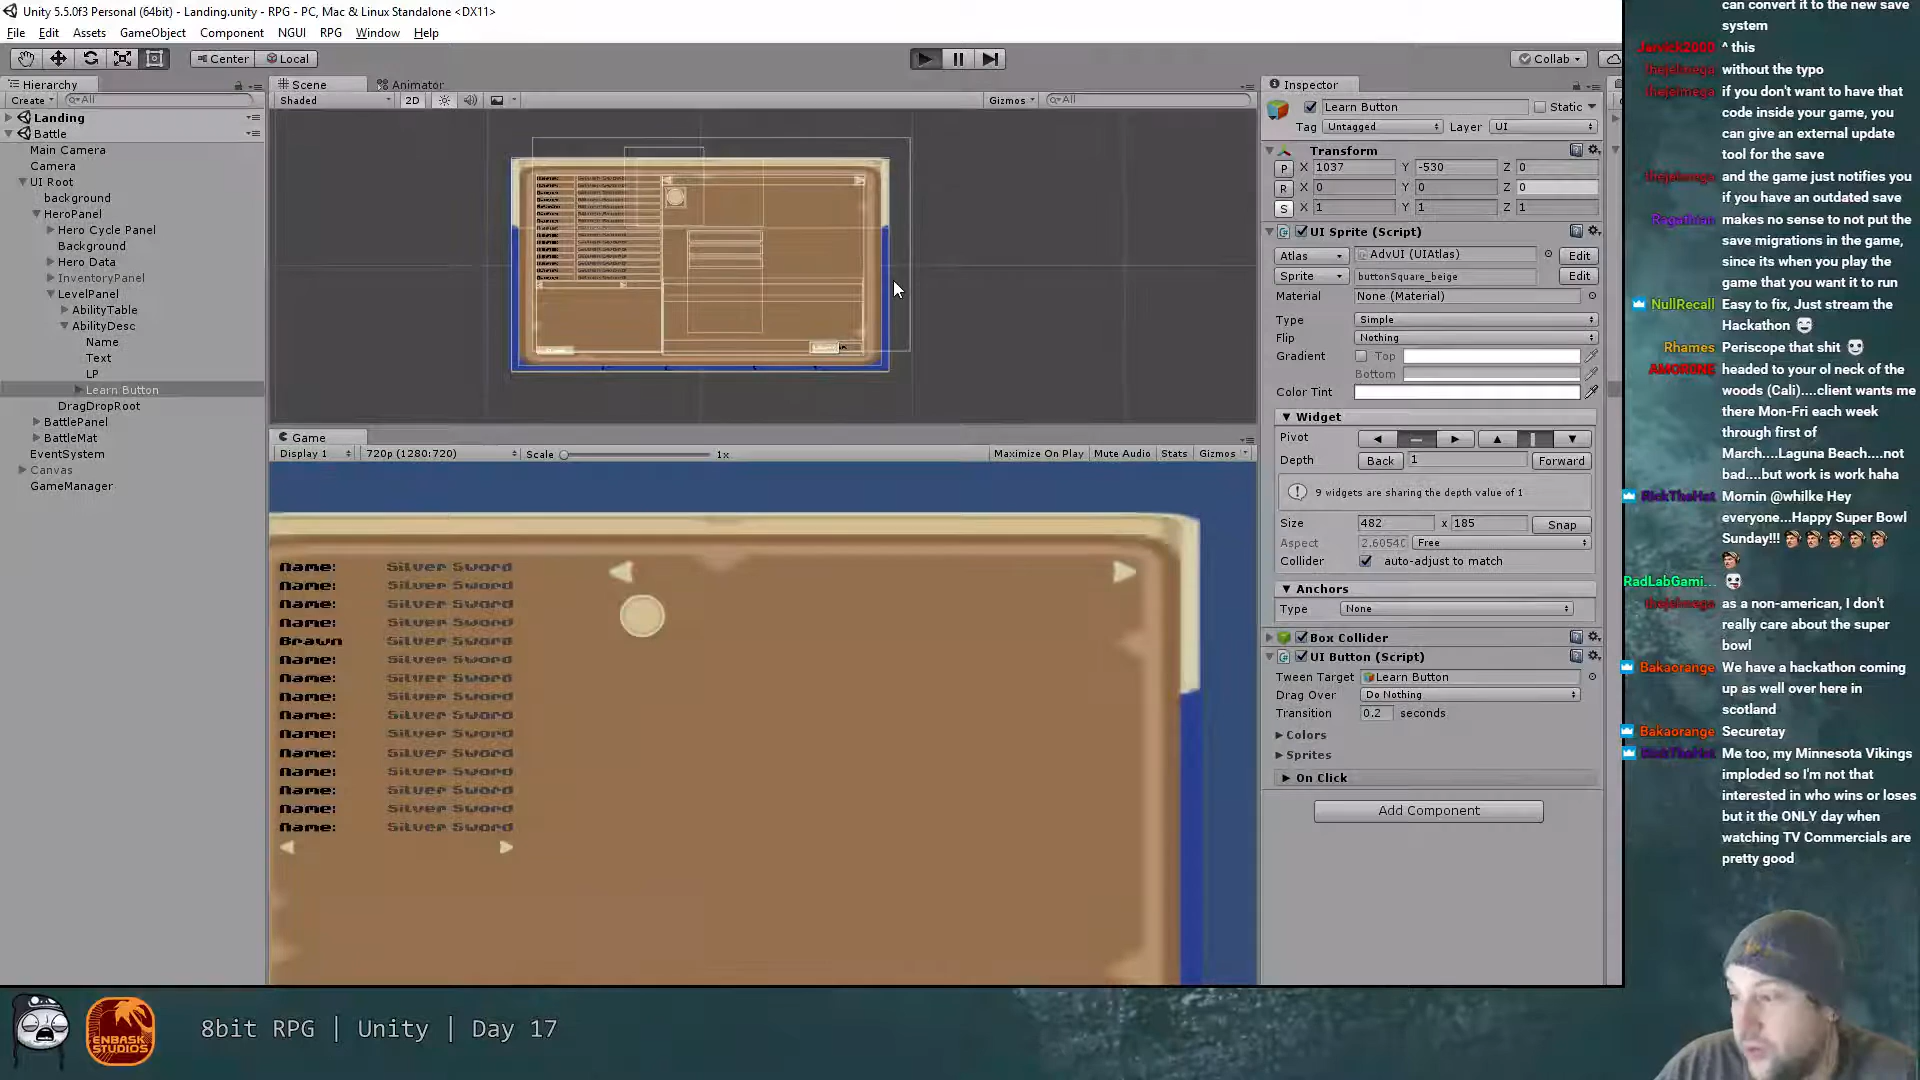 Unity 5.5.0f3 Personal (64bit) - Landing.unity - RPG - PC, Mac & Linux Standalone <DX11>
File Edit Assets GameObject Component NGUI RPG Window Help
Center Local
Collab
Hierarchy
Create All
Landing
Battle
Main Camera
Camera
UI Root
background
HeroPanel
Hero Cycle Panel
Background
Hero Data
InventoryPanel
LevelPanel
AbilityTable
AbilityDesc
Name
Text
LP
Learn Button
DragDropRoot
BattlePanel
BattleMat
EventSystem
Canvas
GameManager
Scene Animator
Shaded 2D Gizmos All
Game
Display 1 720p (1280:720) Scale 1x Maximize On Play Mute Audio Stats Gizmos
Name: Silver Sword
Name: Silver Sword
Name: Silver Sword
Name: Silver Sword
Brawn Silver Sword
Name: Silver Sword
Name: Silver Sword
Name: Silver Sword
Name: Silver Sword
Name: Silver Sword
Name: Silver Sword
Name: Silver Sword
Name: Silver Sword
Name: Silver Sword
Name: Silver Sword
Inspector
Learn Button Static
Tag Untagged Layer UI
Transform
P X 1037 Y -530 Z 0
R X 0 Y 0 Z 0
S X 1 Y 1 Z 1
UI Sprite (Script)
Atlas AdvUI (UIAtlas) Edit
Sprite buttonSquare_beige Edit
Material None (Material)
Type Simple
Flip Nothing
Gradient Top
Bottom
Color Tint
Widget
Pivot
Depth Back 1 Forward
9 widgets are sharing the depth value of 1
Size 482 x 185 Snap
Aspect 2.6054 Free
Collider auto-adjust to match
Anchors
Type None
Box Collider
UI Button (Script)
Tween Target Learn Button
Drag Over Do Nothing
Transition 0.2 seconds
Colors
Sprites
On Click
Add Component
can convert it to the new save
system
Jarvick2000 ^ this
thejelmega without the typo
thejelmega if you don't want to have that
code inside your game, you
can give an external update
tool for the save
thejelmega and the game just notifies you
if you have an outdated save
Ragathian makes no sense to not put the
save migrations in the game,
since its when you play the
game that you want it to run
NullRecall Easy to fix, Just stream the
Hackathon
Rhames Periscope that shit
headed to your ol neck of the
woods (Cali)....client wants me
there Mon-Fri each week
through first of
March....Laguna Beach....not
bad....but work is work haha
RickTheHat Mornin @whilke Hey
everyone...Happy Super Bowl
Sunday!!!
RadLabGami...
thejelmega as a non-american, I don't
really care about the super
bowl
Bakaorange We have a hackathon coming
up as well over here in
scotland
Bakaorange Securetay
RickTheHat Me too, my Minnesota Vikings
imploded so I'm not that
interested in who wins or loses
but it the ONLY day when
watching TV Commercials are
pretty good
ENBASK
STUDIOS
8bit RPG | Unity | Day 17